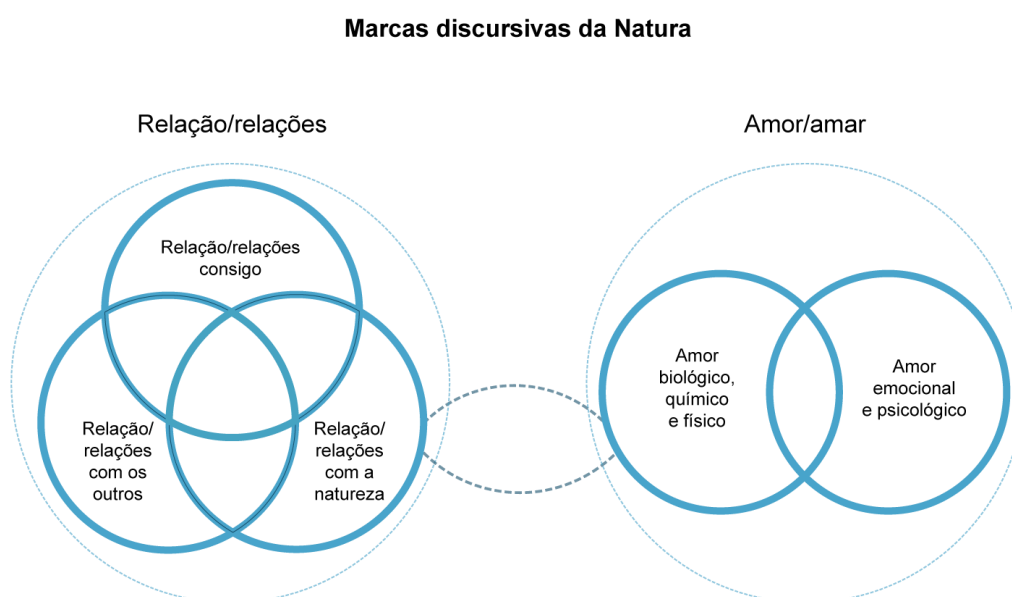 Marcas discursivas da Natura
Relação/relações
Amor/amar
Relação/relações
consigo
Relação/
relações
com os
outros
Relação/
relações
com a
natureza
Amor
biológico,
químico
e físico
Amor
emocional
e psicológico